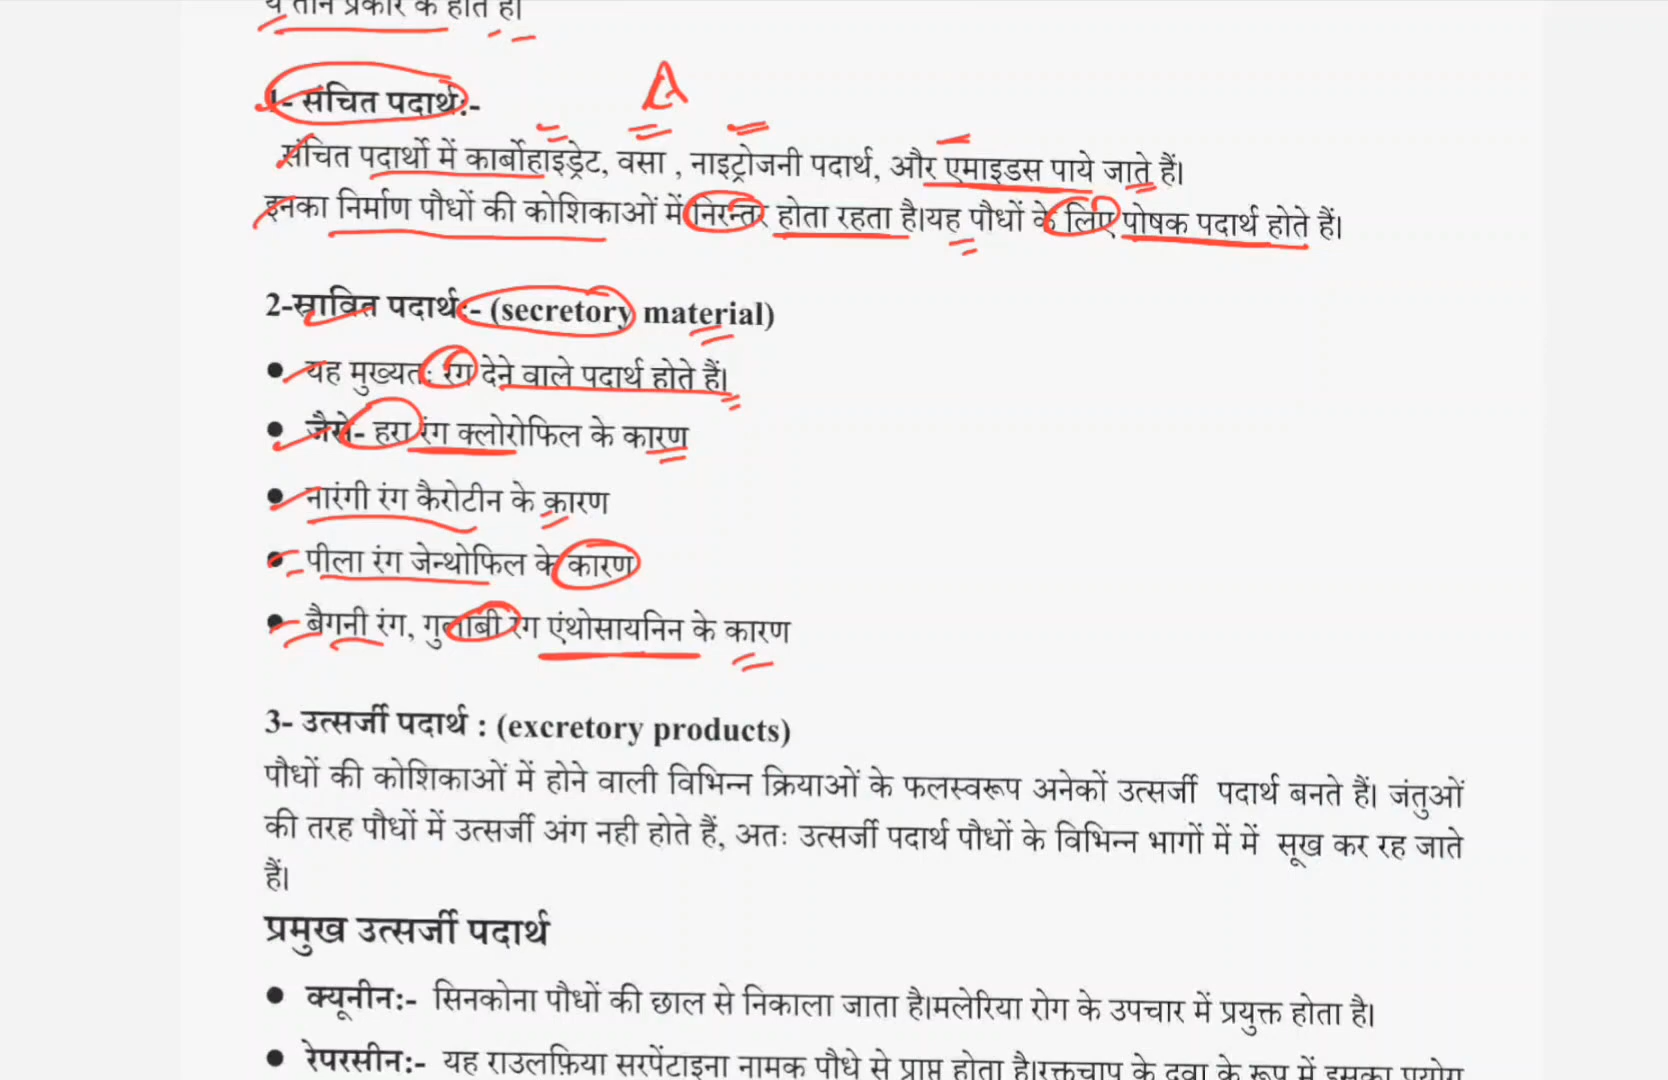 ये तीन प्रकार के होते है।
A
1- संचित पदार्थ:-
संचित पदार्थो में कार्बोहाइड्रेट, वसा , नाइट्रोजनी पदार्थ, और एमाइडस पाये जाते हैं।
इनका निर्माण पौधों की कोशिकाओं में निरन्तर होता रहता है।यह पौधों के लिए पोषक पदार्थ होते हैं।
2-स्रावित पदार्थ:- (secretory material)
● यह मुख्यतः रंग देने वाले पदार्थ होते हैं।
● जैसे- हरा रंग क्लोरोफिल के कारण
● नारंगी रंग कैरोटीन के कारण
● पीला रंग जेन्थोफिल के कारण
● बैगनी रंग, गुलाबी रंग एंथोसायनिन के कारण
3- उत्सर्जी पदार्थ : (excretory products)
पौधों की कोशिकाओं में होने वाली विभिन्न क्रियाओं के फलस्वरूप अनेकों उत्सर्जी पदार्थ बनते हैं। जंतुओं
की तरह पौधों में उत्सर्जी अंग नही होते हैं, अतः उत्सर्जी पदार्थ पौधों के विभिन्न भागों में में सूख कर रह जाते
हैं।
प्रमुख उत्सर्जी पदार्थ
● क्यूनीन:- सिनकोना पौधों की छाल से निकाला जाता है।मलेरिया रोग के उपचार में प्रयुक्त होता है।
● रेपरसीन:- यह राउलफ़िया सरपेंटाइना नामक पौधे से प्राप्त होता है।रक्तचाप के दवा के रूप में इसका प्रयोग